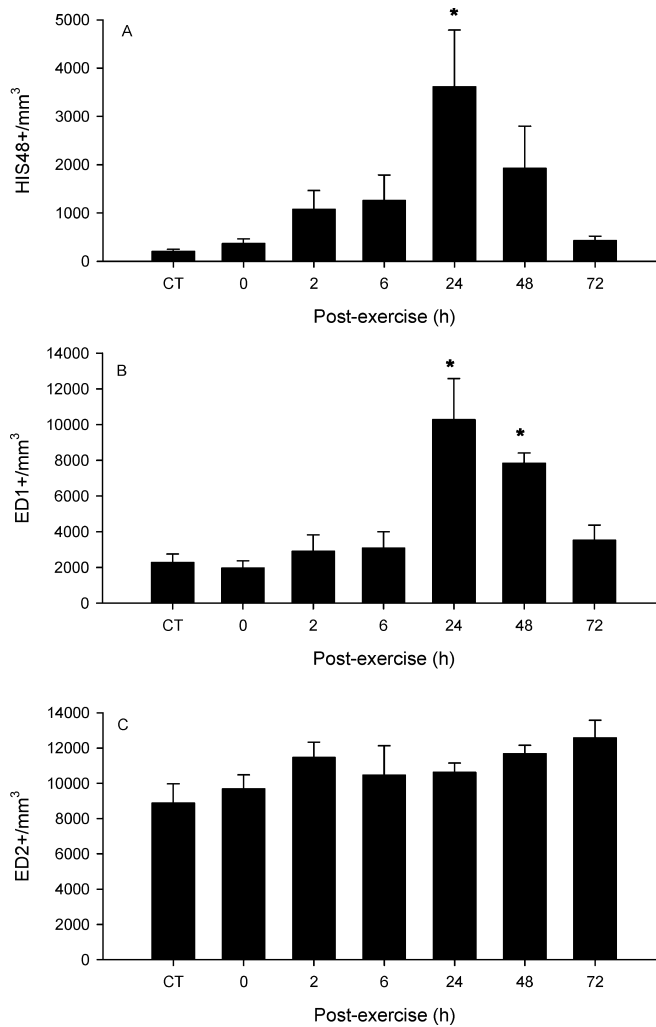 A
5000
4000
3000
2000
1000
0
HIS48+/mm³
*
CT 0 2 6 24 48 72
Post-exercise (h)
B
14000
12000
10000
8000
6000
4000
2000
0
ED1+/mm³
*
*
CT 0 2 6 24 48 72
Post-exercise (h)
C
14000
12000
10000
8000
6000
4000
2000
0
ED2+/mm³
CT 0 2 6 24 48 72
Post-exercise (h)